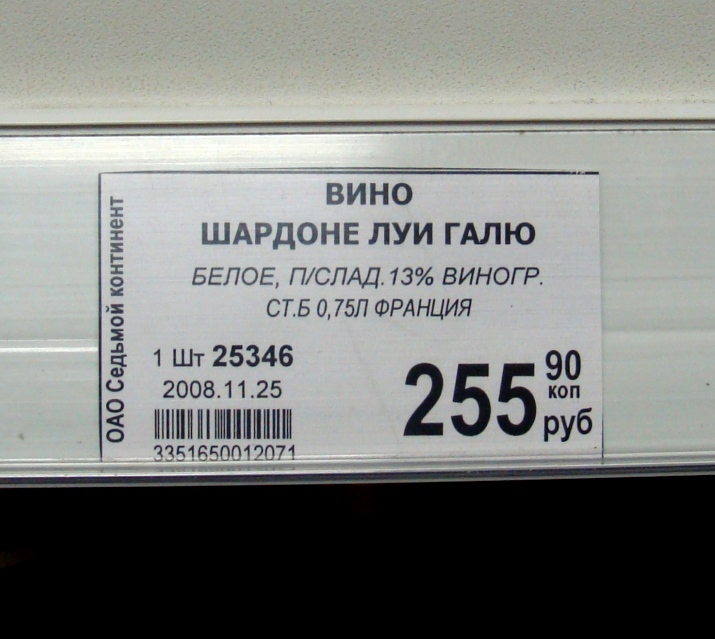 ВИНО
ШАРДОНЕ ЛУИ ГАЛЮ
БЕЛОЕ, П/СЛАД.13% ВИНОГР.
СТ.Б 0,75Л ФРАНЦИЯ
ОАО Седьмой континент
1 Шт 25346
2008.11.25
3351650012071
255 90
коп
руб